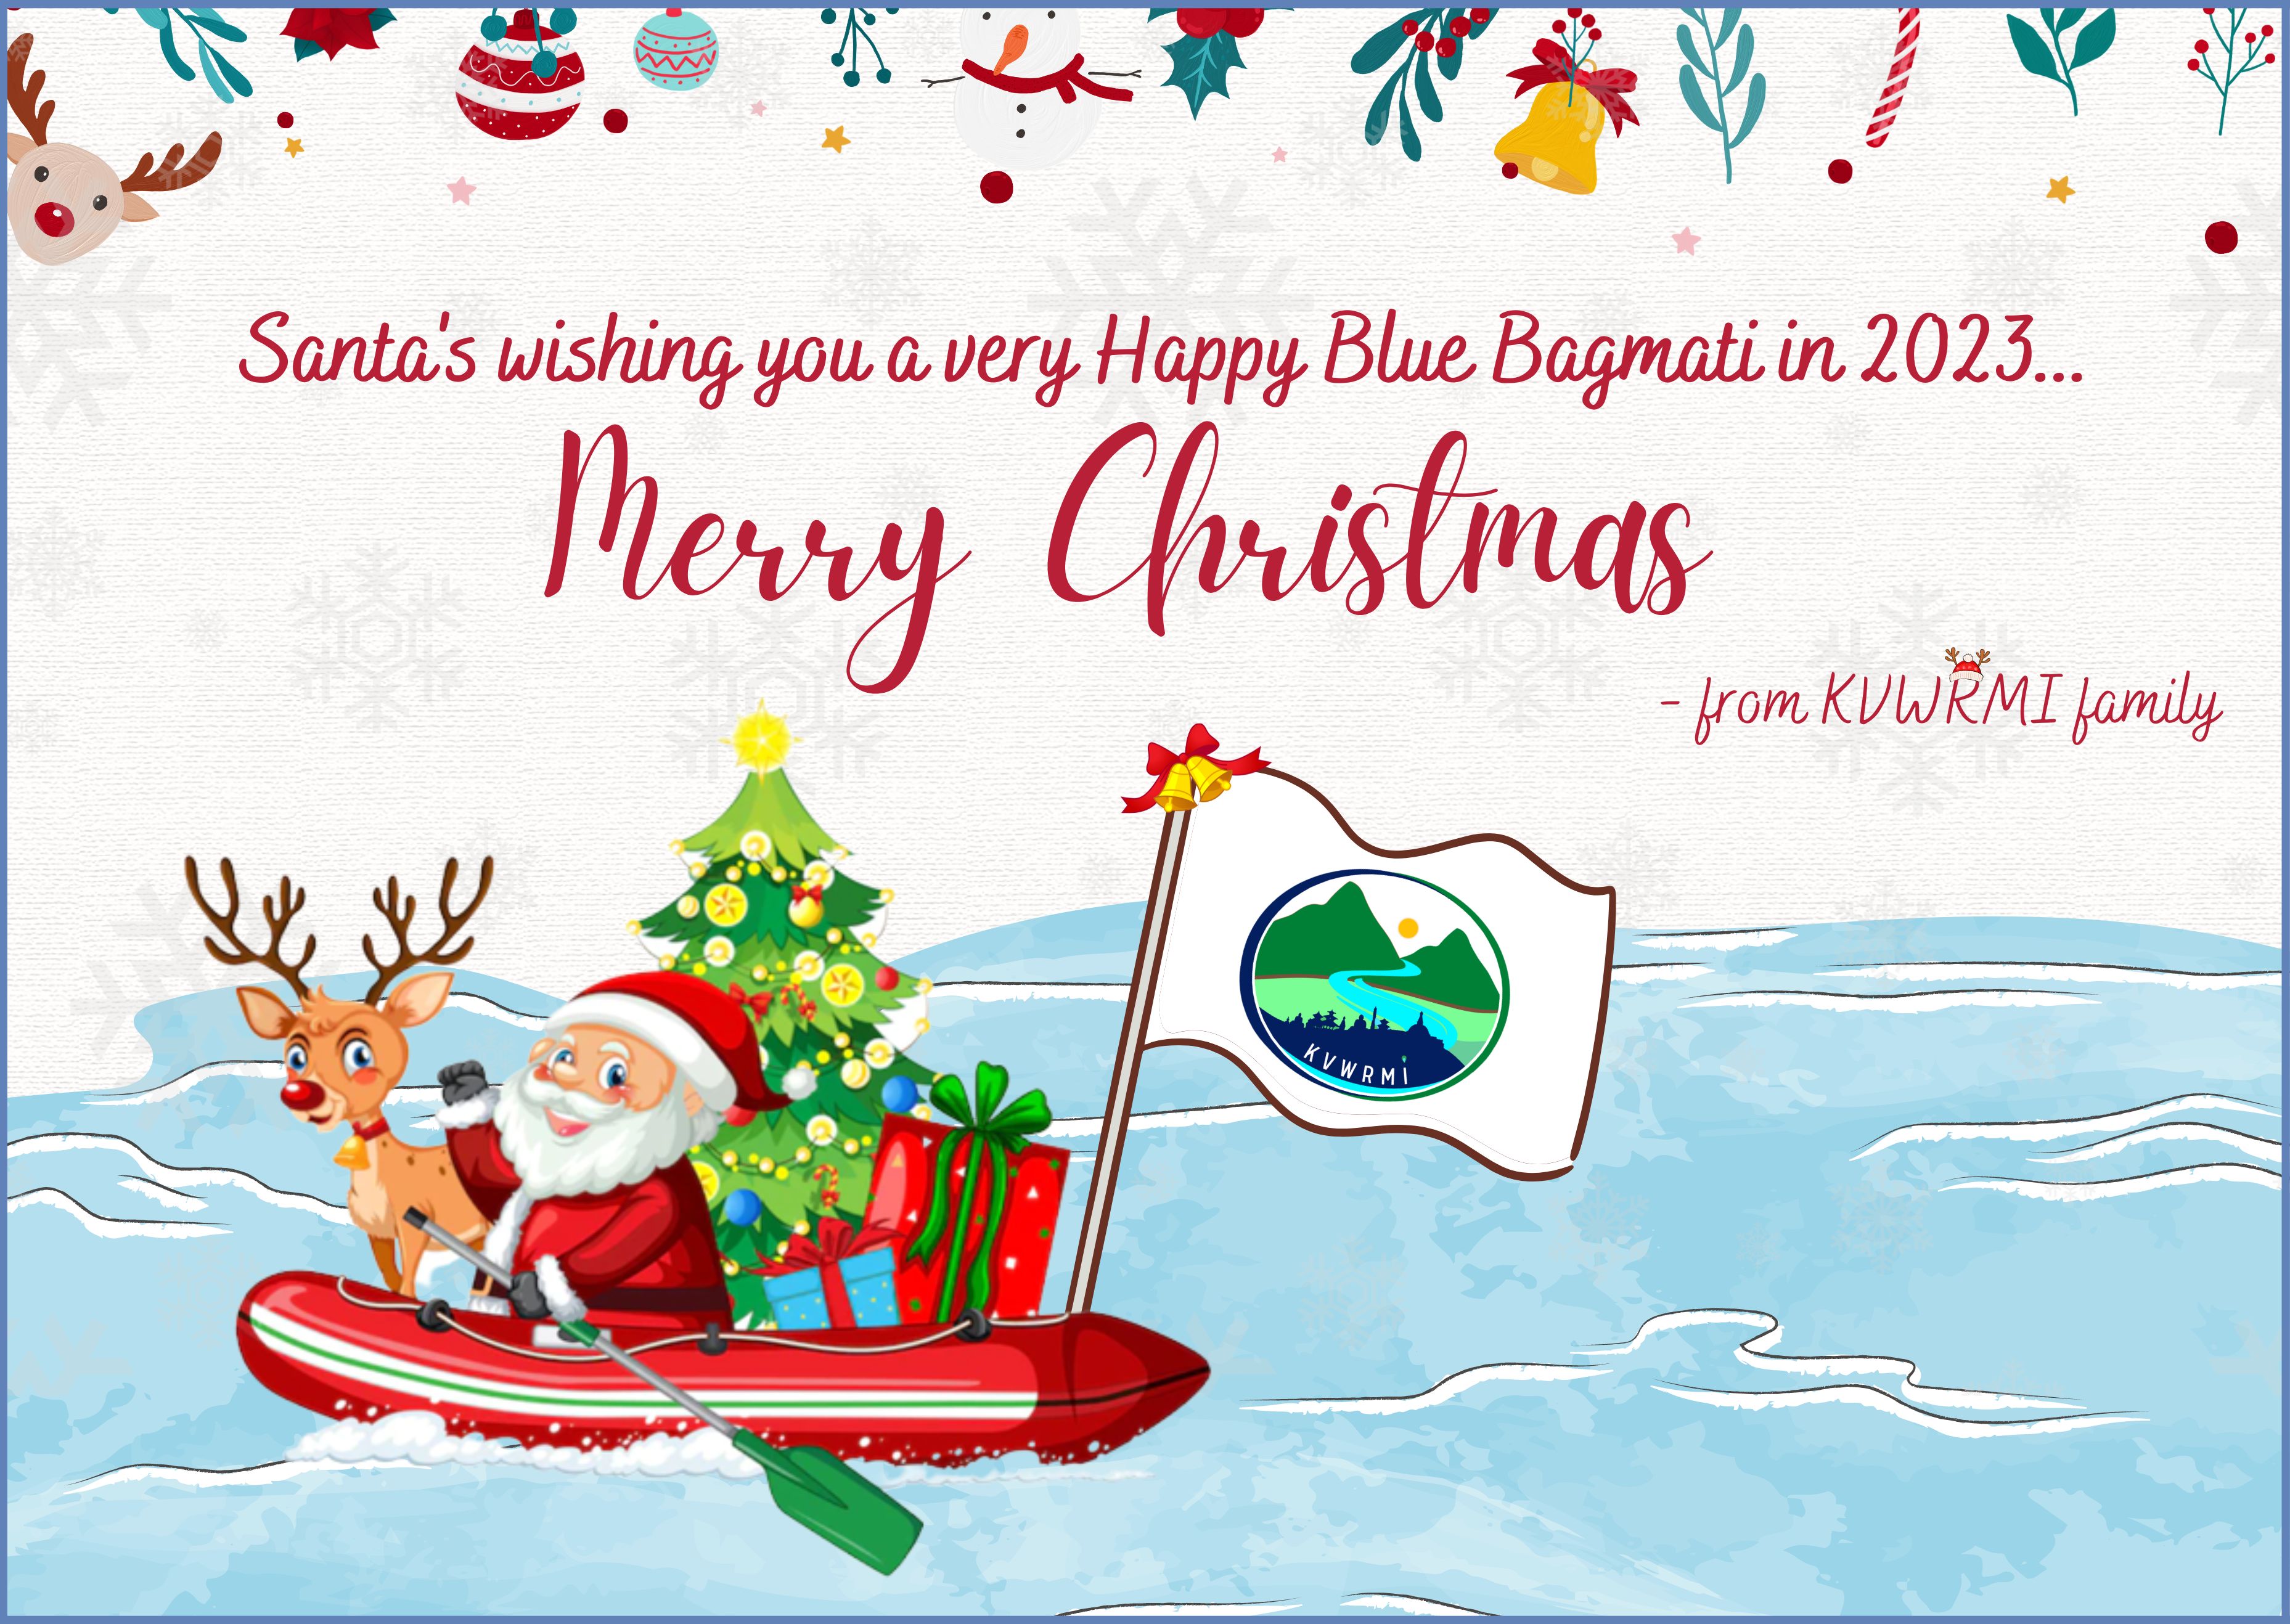 Santa's wishing you a very Happy Blue Bagmati in 2023...
Merry Christmas
- from KVWRMI family
KVWRMI